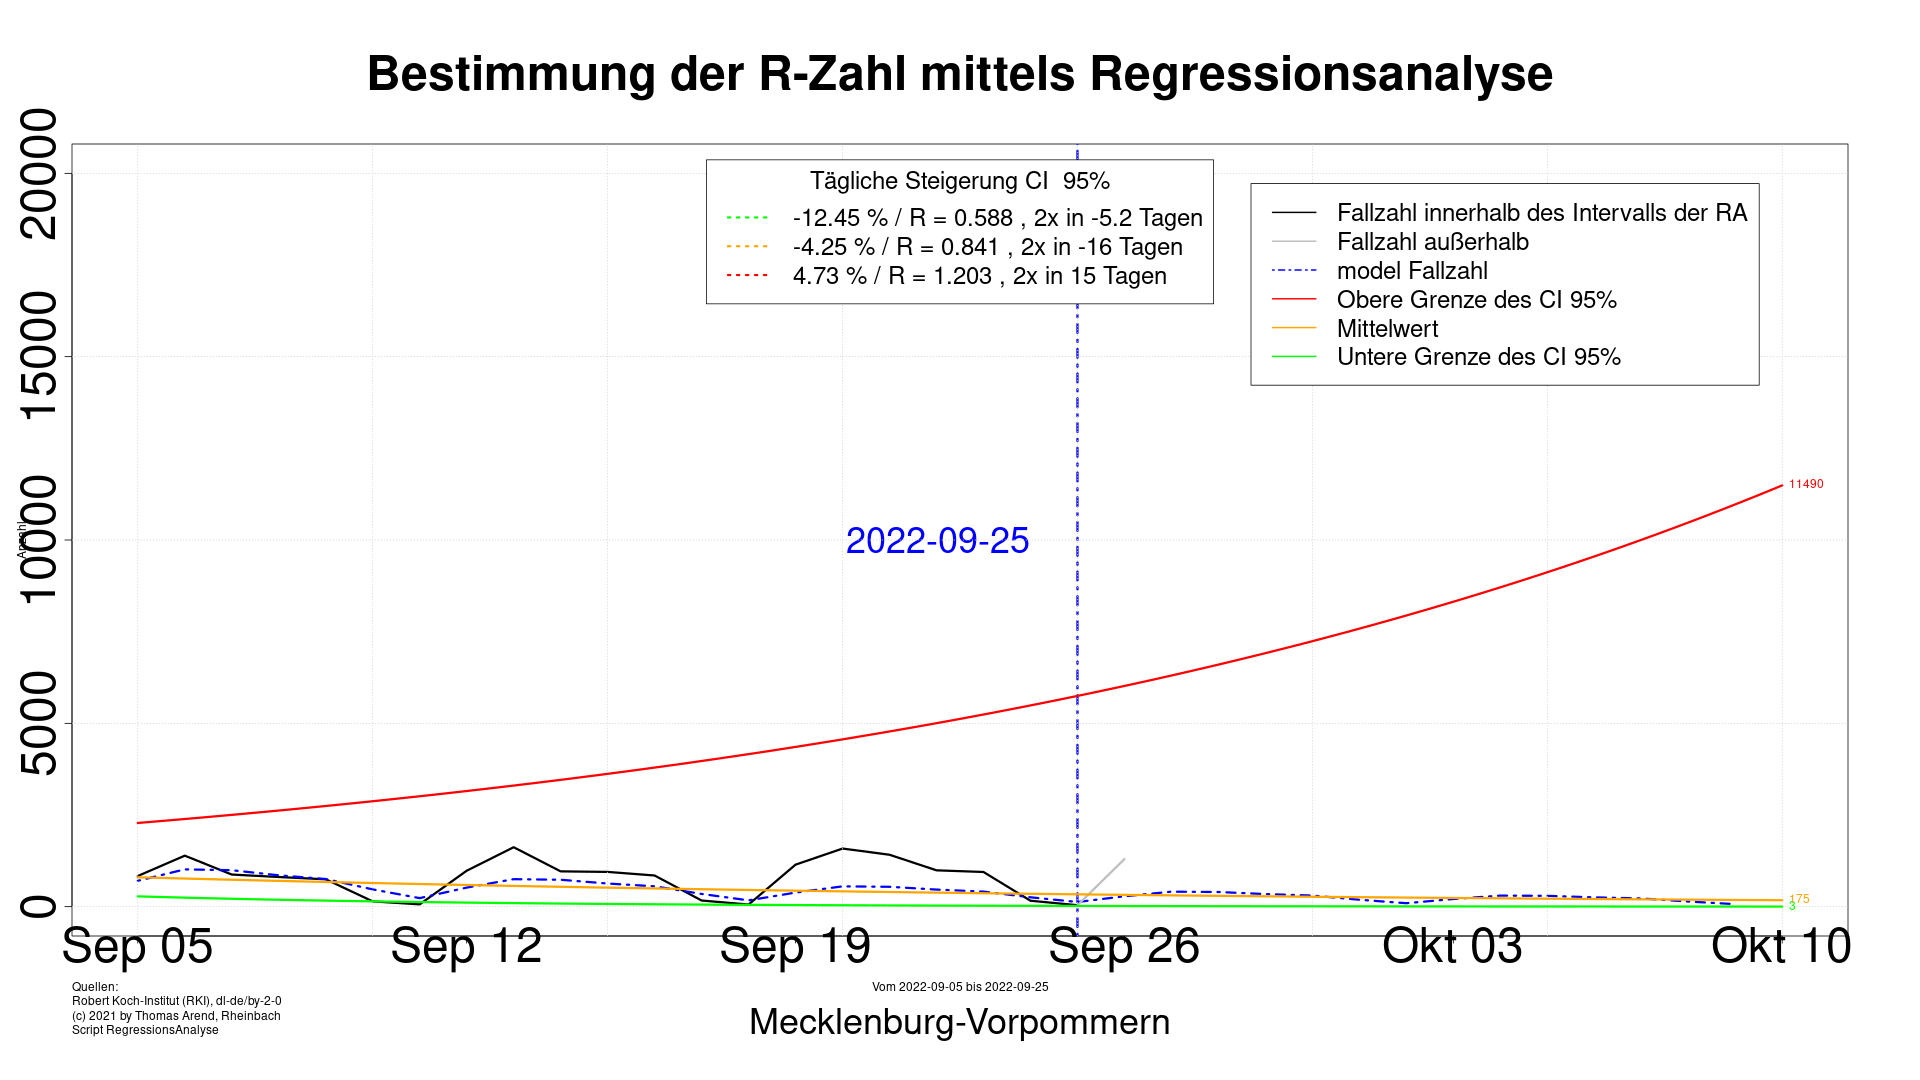 Bestimmung der R-Zahl mittels Regressionsanalyse
Anzahl
20000
15000
10000
5000
0
Tägliche Steigerung CI 95%
-12.45 % / R = 0.588 , 2x in -5.2 Tagen
-4.25 % / R = 0.841 , 2x in -16 Tagen
4.73 % / R = 1.203 , 2x in 15 Tagen
Fallzahl innerhalb des Intervalls der RA
Fallzahl außerhalb
model Fallzahl
Obere Grenze des CI 95%
Mittelwert
Untere Grenze des CI 95%
2022-09-25
11490
175
3
Sep 05 Sep 12 Sep 19 Sep 26 Okt 03 Okt 10
Vom 2022-09-05 bis 2022-09-25
Mecklenburg-Vorpommern
Quellen:
Robert Koch-Institut (RKI), dl-de/by-2-0
(c) 2021 by Thomas Arend, Rheinbach
Script RegressionsAnalyse